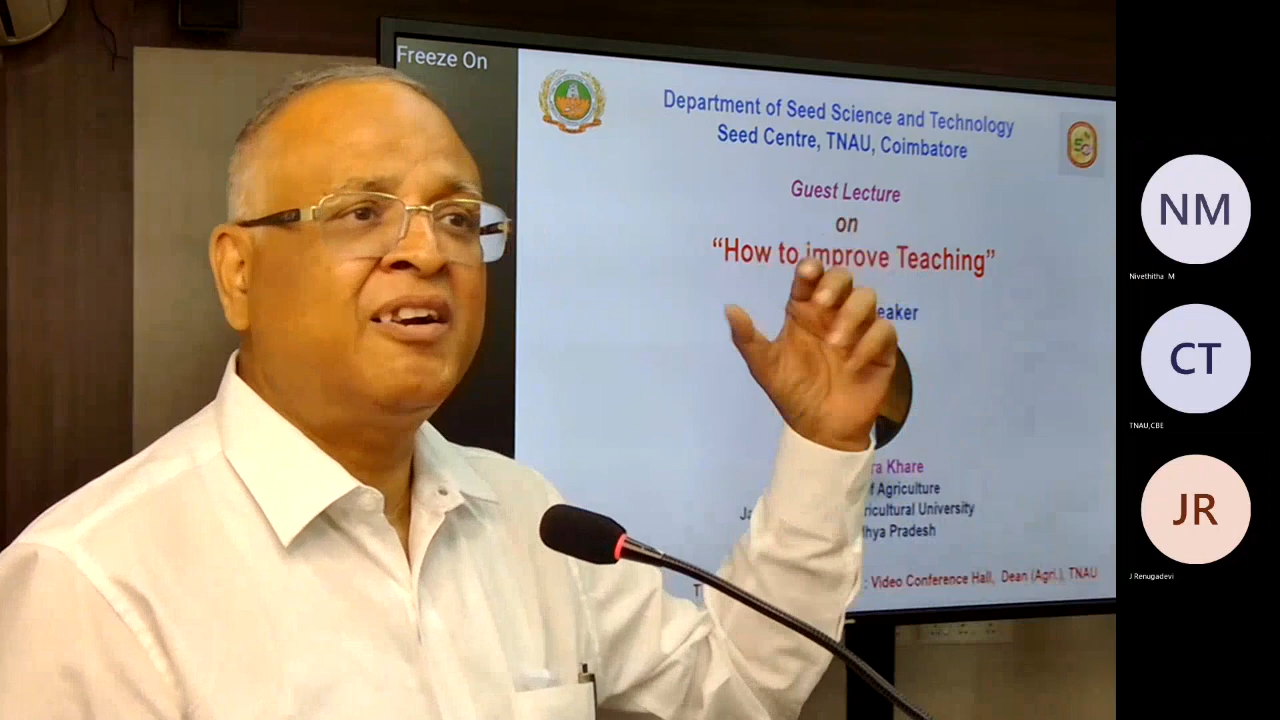 Freeze On
Department of Seed Science and Technology
Seed Centre, TNAU, Coimbatore
Guest Lecture
on
“How to improve Teaching”
eaker
ra Khare
f Agriculture
Ja ricultural University
hya Pradesh
T : Video Conference Hall, Dean (Agri.), TNAU
NM
Nivethitha M
CT
TNAU,CBE
JR
J Renugadevi